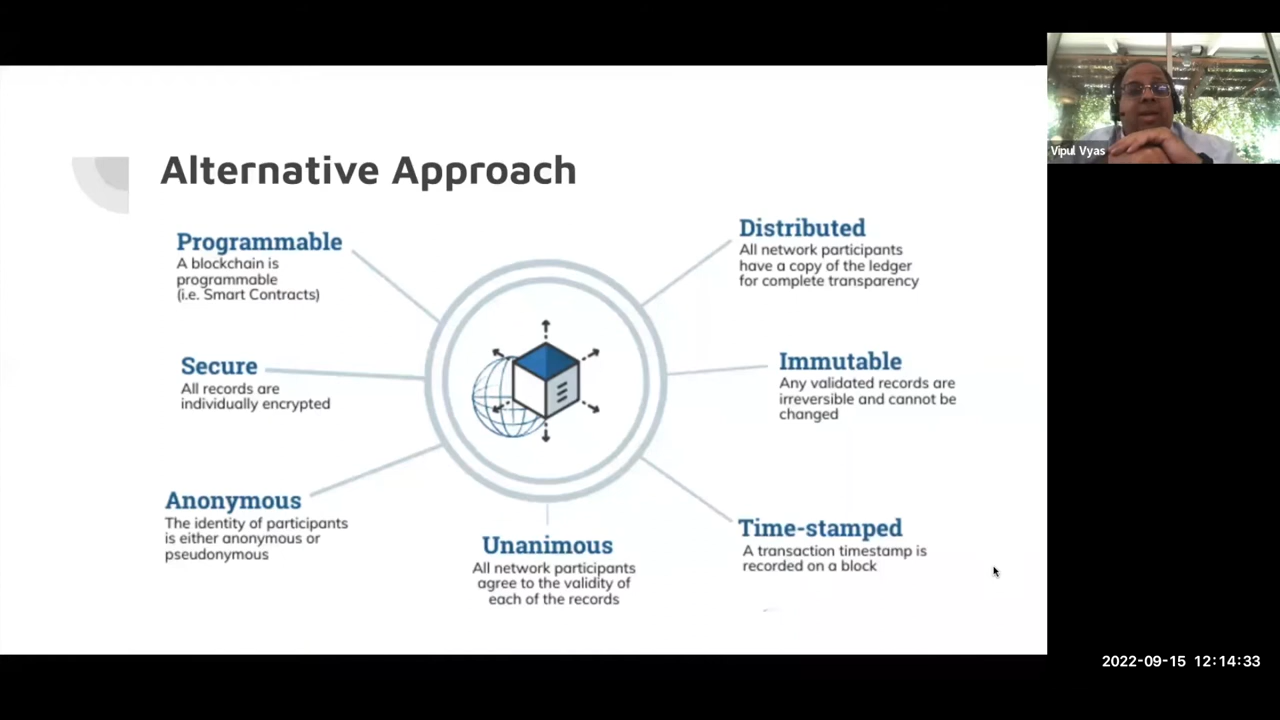 Alternative Approach
Programmable
A blockchain is
programmable
(i.e. Smart Contracts)
Secure
All records are
individually encrypted
Anonymous
The identity of participants
is either anonymous or
pseudonymous
Unanimous
All network participants
agree to the validity of
each of the records
Distributed
All network participants
have a copy of the ledger
for complete transparency
Immutable
Any validated records are
irreversible and cannot be
changed
Time-stamped
A transaction timestamp is
recorded on a block
Vipul Vyas
2022-09-15 12:14:33